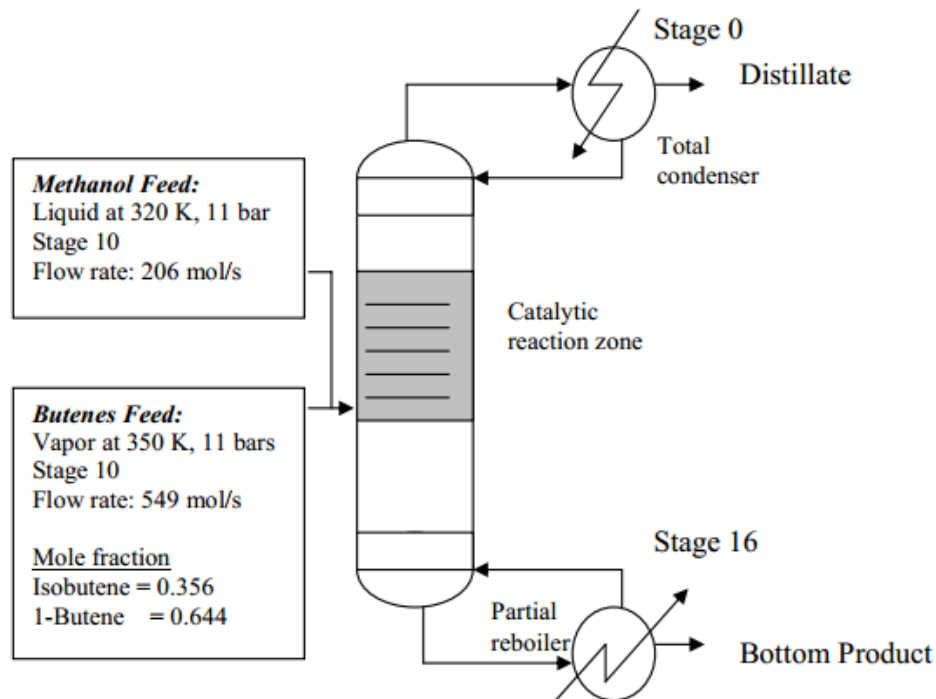 Stage 0
Distillate
Total
condenser
Methanol Feed:
Liquid at 320 K, 11 bar
Stage 10
Flow rate: 206 mol/s
Catalytic
reaction zone
Butenes Feed:
Vapor at 350 K, 11 bars
Stage 10
Flow rate: 549 mol/s
Mole fraction
Isobutene = 0.356
1-Butene = 0.644
Stage 16
Partial
reboiler
Bottom Product